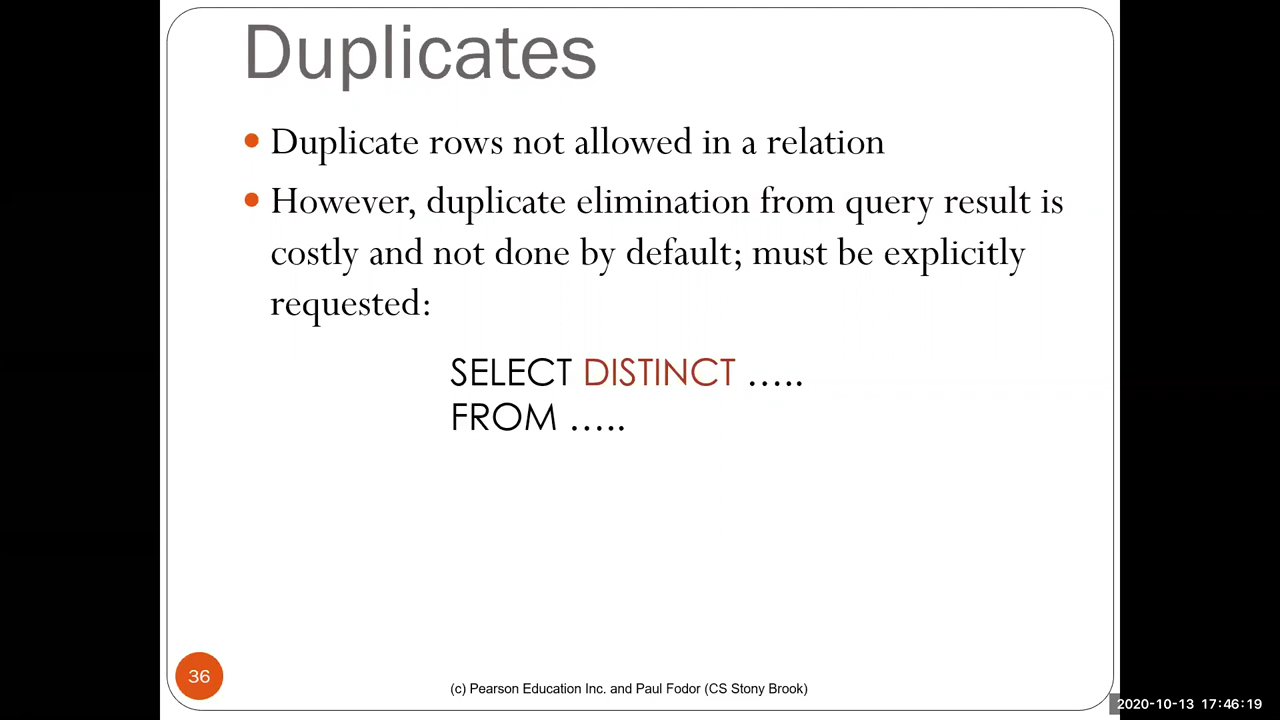 Duplicates
• Duplicate rows not allowed in a relation
• However, duplicate elimination from query result is
costly and not done by default; must be explicitly
requested:
SELECT DISTINCT …..
FROM …..
36
(c) Pearson Education Inc. and Paul Fodor (CS Stony Brook)
2020-10-13 17:46:19